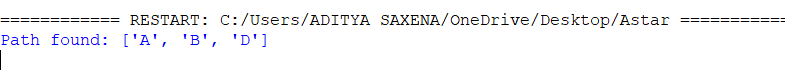 ============ RESTART: C:/Users/ADITYA SAXENA/OneDrive/Desktop/Astar ===========
Path found: ['A', 'B', 'D']